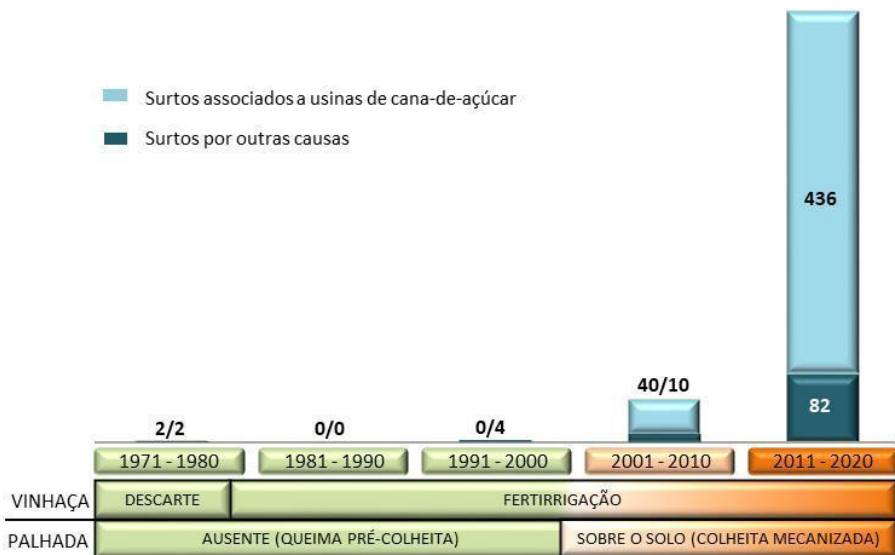 Surtos associados a usinas de cana-de-açúcar
Surtos por outras causas
436
82
40/10
2/2 0/0 0/4
1971 - 1980 1981 - 1990 1991 - 2000 2001 - 2010 2011 - 2020
VINHAÇA DESCARTE FERTIRRIGAÇÃO
PALHADA AUSENTE (QUEIMA PRÉ-COLHEITA) SOBRE O SOLO (COLHEITA MECANIZADA)